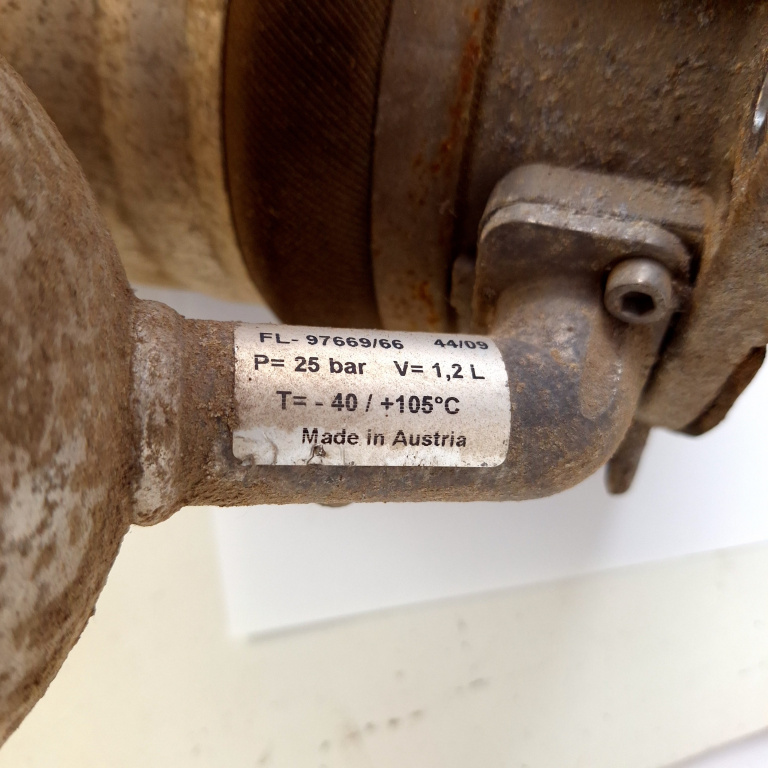 FL- 97669/66 44/09
P= 25 bar V= 1,2 L
T= - 40 / +105°C
Made in Austria